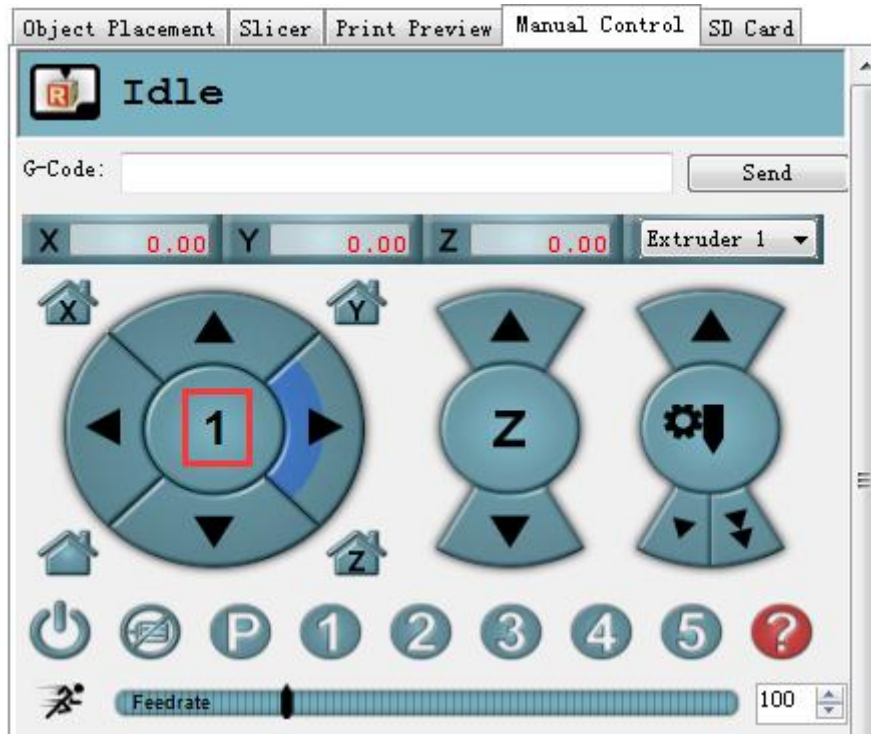 Object Placement Slicer Print Preview Manual Control SD Card
R Idle
G-Code: Send
X 0.00 Y 0.00 Z 0.00 Extruder 1
X Y
1 Z
Z
P 1 2 3 4 5 ?
Feedrate 100